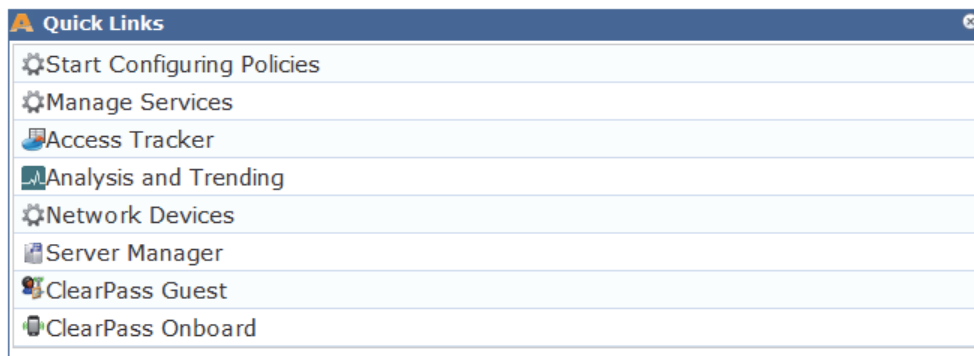 Quick Links
Start Configuring Policies
Manage Services
Access Tracker
Analysis and Trending
Network Devices
Server Manager
ClearPass Guest
ClearPass Onboard